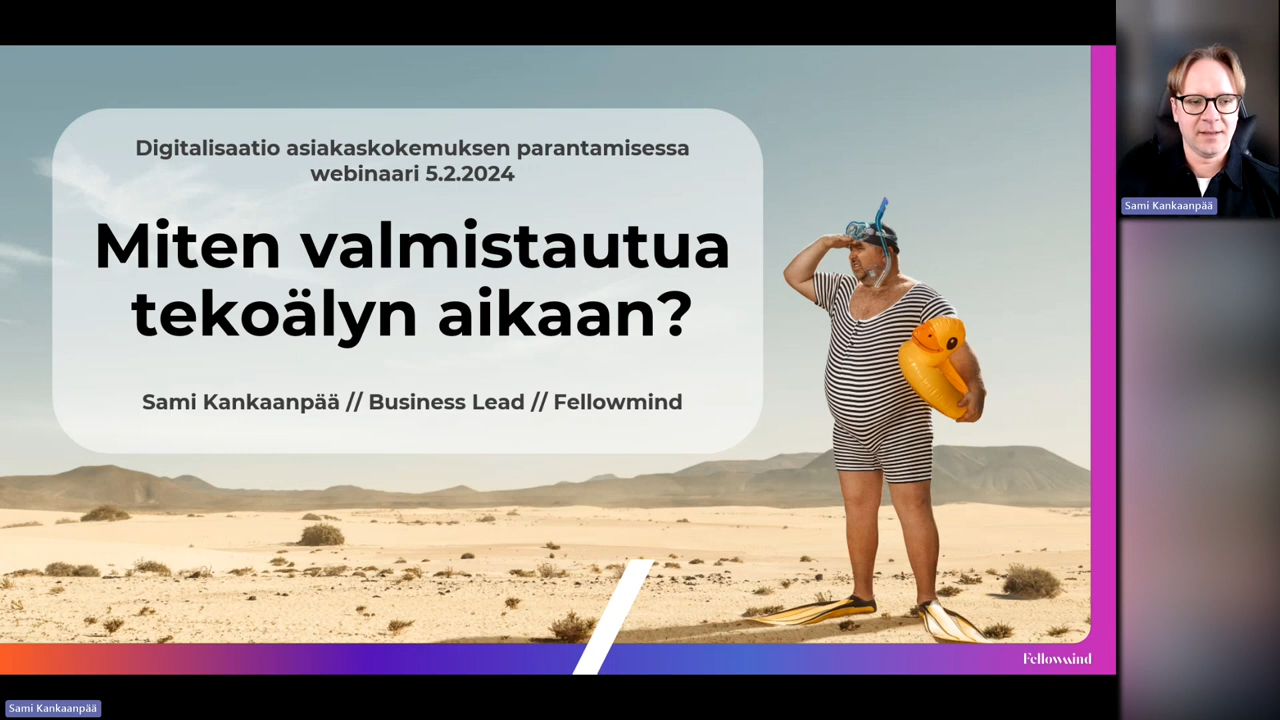 Digitalisaatio asiakaskokemuksen parantamisessa
webinaari 5.2.2024
Miten valmistautua
tekoälyn aikaan?
Sami Kankaanpää // Business Lead // Fellowmind
Fellowmind
Sami Kankaanpää
Sami Kankaanpää